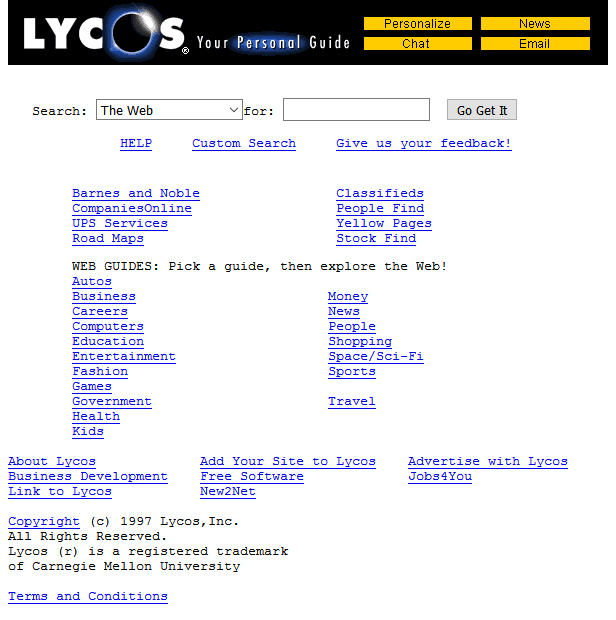 LYCOS® Your Personal Guide Personalize News
Chat Email
Search: The Web for: Go Get It
HELP Custom Search Give us your feedback!
Barnes and Noble Classifieds
CompaniesOnline People Find
UPS Services Yellow Pages
Road Maps Stock Find
WEB GUIDES: Pick a guide, then explore the Web!
Autos
Business Money
Careers News
Computers People
Education Shopping
Entertainment Space/Sci-Fi
Fashion Sports
Games
Government Travel
Health
Kids
About Lycos Add Your Site to Lycos Advertise with Lycos
Business Development Free Software Jobs4You
Link to Lycos New2Net
Copyright (c) 1997 Lycos,Inc.
All Rights Reserved.
Lycos (r) is a registered trademark
of Carnegie Mellon University
Terms and Conditions